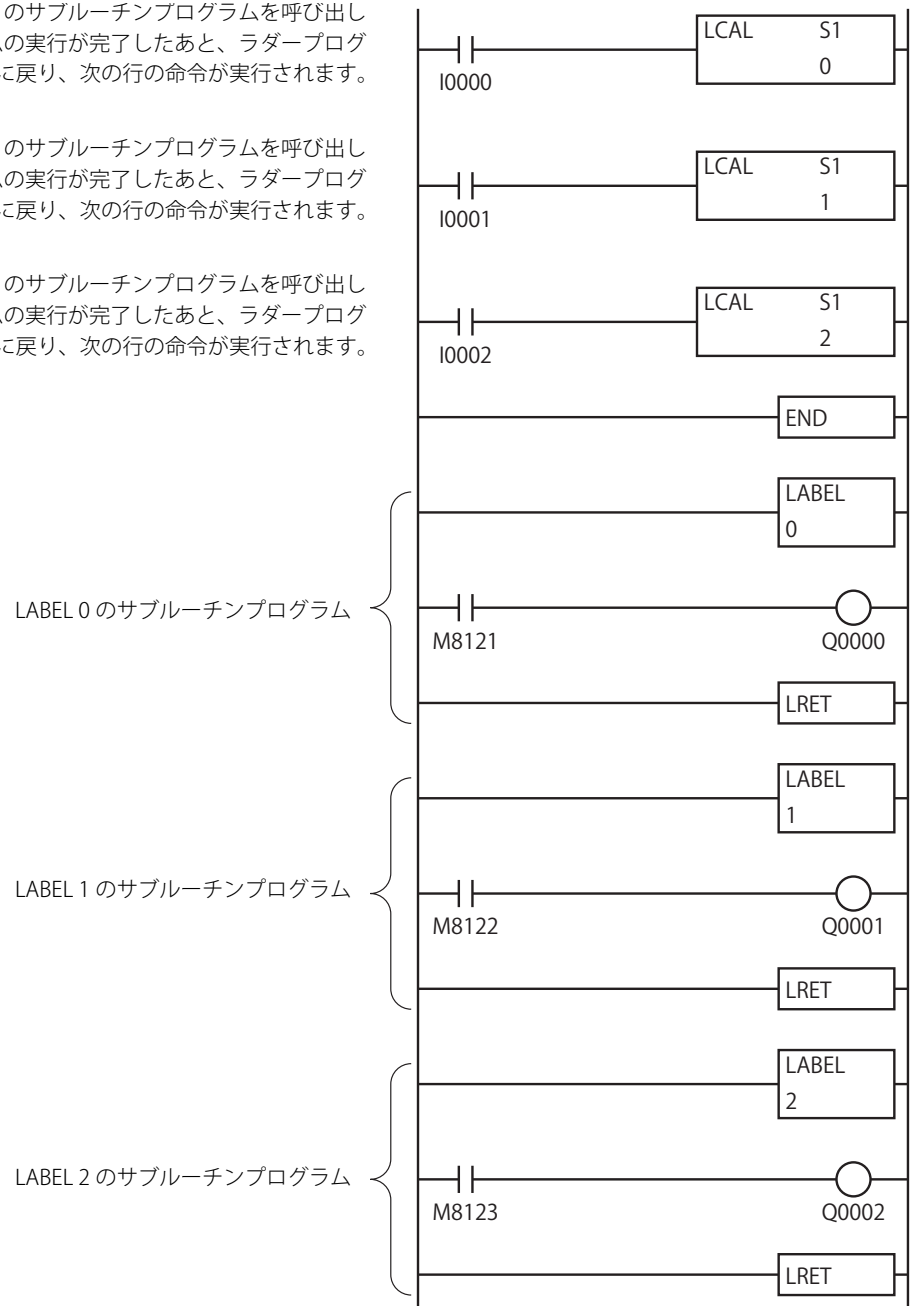 のサブルーチンプログラムを呼び出し
の実行が完了したあと、ラダープログ
に戻り、次の行の命令が実行されます。
LCAL S1
0
I0000
のサブルーチンプログラムを呼び出し
の実行が完了したあと、ラダープログ
に戻り、次の行の命令が実行されます。
LCAL S1
1
I0001
のサブルーチンプログラムを呼び出し
の実行が完了したあと、ラダープログ
に戻り、次の行の命令が実行されます。
LCAL S1
2
I0002
END
LABEL
0
LABEL 0 のサブルーチンプログラム
M8121 Q0000
LRET
LABEL
1
LABEL 1 のサブルーチンプログラム
M8122 Q0001
LRET
LABEL
2
LABEL 2 のサブルーチンプログラム
M8123 Q0002
LRET